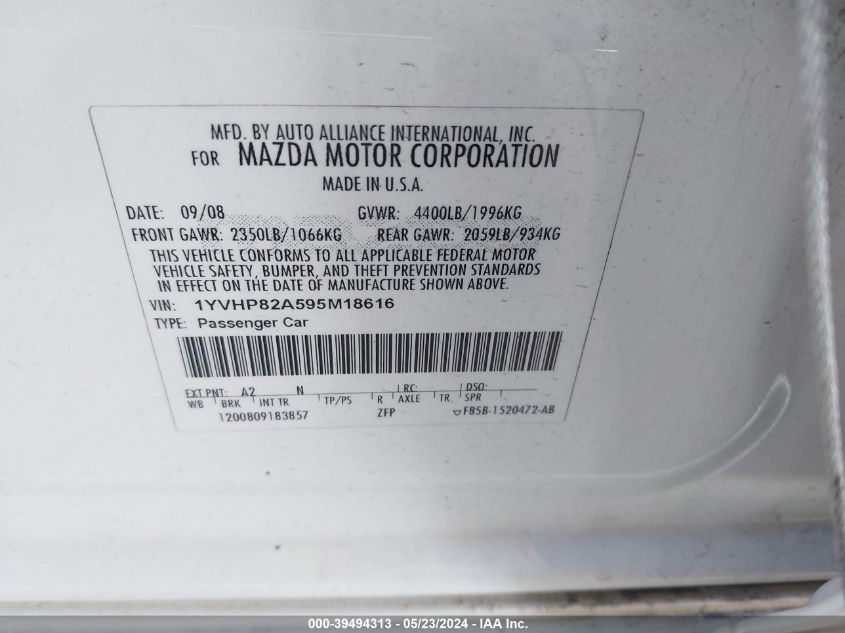 MFD. BY AUTO ALLIANCE INTERNATIONAL, INC.
FOR MAZDA MOTOR CORPORATION
MADE IN U.S.A.
DATE: 09/08 GVWR: 4400LB/1996KG
FRONT GAWR: 2350LB/1066KG REAR GAWR: 2059LB/934KG
THIS VEHICLE CONFORMS TO ALL APPLICABLE FEDERAL MOTOR
VEHICLE SAFETY, BUMPER, AND THEFT PREVENTION STANDARDS
IN EFFECT ON THE DATE OF MANUFACTURE SHOWN ABOVE.
VIN: 1YVHP82A595M18616
TYPE: Passenger Car
EXT PNT: A2 N RC: DSO:
WB BRK INT TR TP/PS R AXLE TR SPR
1200809183857 ZFP ▽F85B-1520472-AB
000-39494313 - 05/23/2024 - IAA Inc.